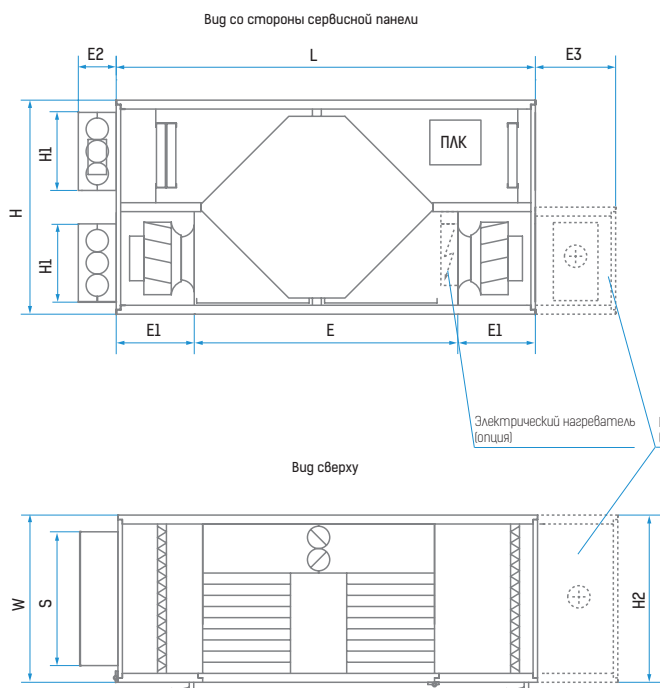 Вид со стороны сервисной панели
E2
L
E3
H1
ПЛК
H
H1
E1
E
E1
Электрический нагреватель
(опция)
Вид сверху
W
S
H2